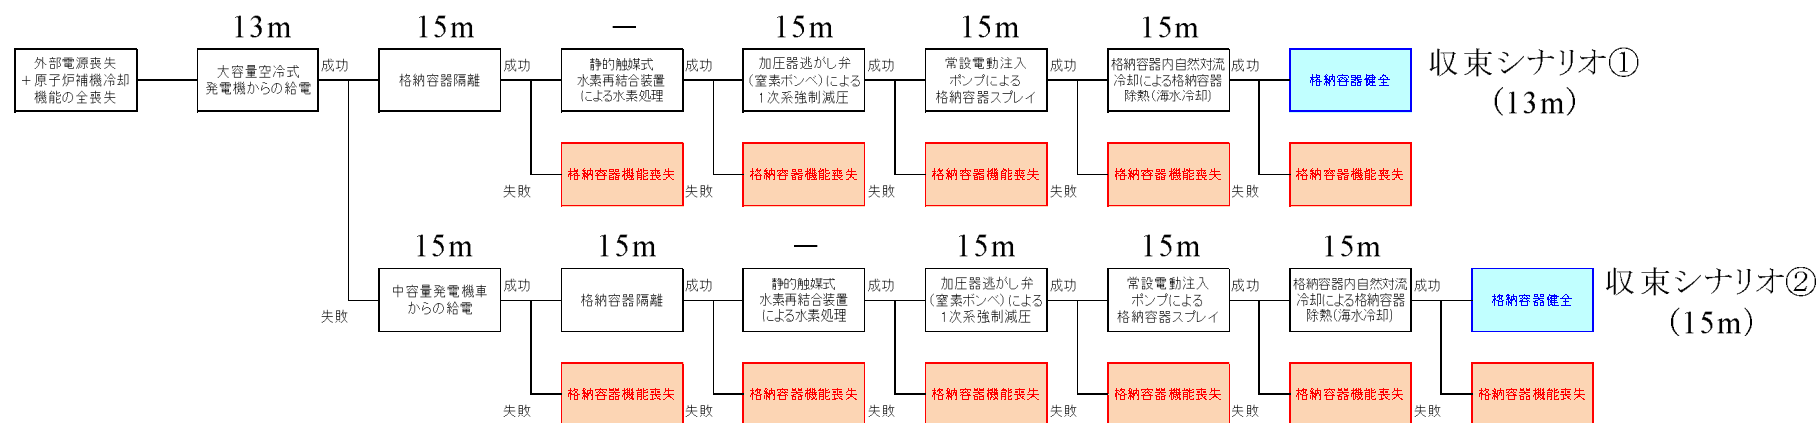 13m
15m
－
15m
15m
15m
外部電源喪失
＋原子炉補機冷却
機能の全喪失
大容量空冷式
発電機からの給電
成功
格納容器隔離
成功
静的触媒式
水素再結合装置
による水素処理
成功
加圧器逃がし弁
(窒素ボンベ)による
1次系強制減圧
成功
常設電動注入
ポンプによる
格納容器スプレイ
成功
格納容器内自然対流
冷却による格納容器
除熱(海水冷却)
成功
格納容器健全
収束シナリオ①
(13m)
失敗
格納容器機能喪失
失敗
格納容器機能喪失
失敗
格納容器機能喪失
失敗
格納容器機能喪失
失敗
格納容器機能喪失
15m
15m
－
15m
15m
15m
失敗
中容量発電機車
からの給電
成功
格納容器隔離
成功
静的触媒式
水素再結合装置
による水素処理
成功
加圧器逃がし弁
(窒素ボンベ)による
1次系強制減圧
成功
常設電動注入
ポンプによる
格納容器スプレイ
成功
格納容器内自然対流
冷却による格納容器
除熱(海水冷却)
成功
格納容器健全
収束シナリオ②
(15m)
失敗
格納容器機能喪失
失敗
格納容器機能喪失
失敗
格納容器機能喪失
失敗
格納容器機能喪失
失敗
格納容器機能喪失
失敗
格納容器機能喪失